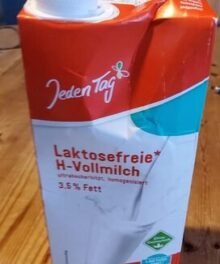 Jeden Tag
Laktosefreie*
H-Vollmilch
ultrahocherhitzt, homogenisiert
3,5% Fett